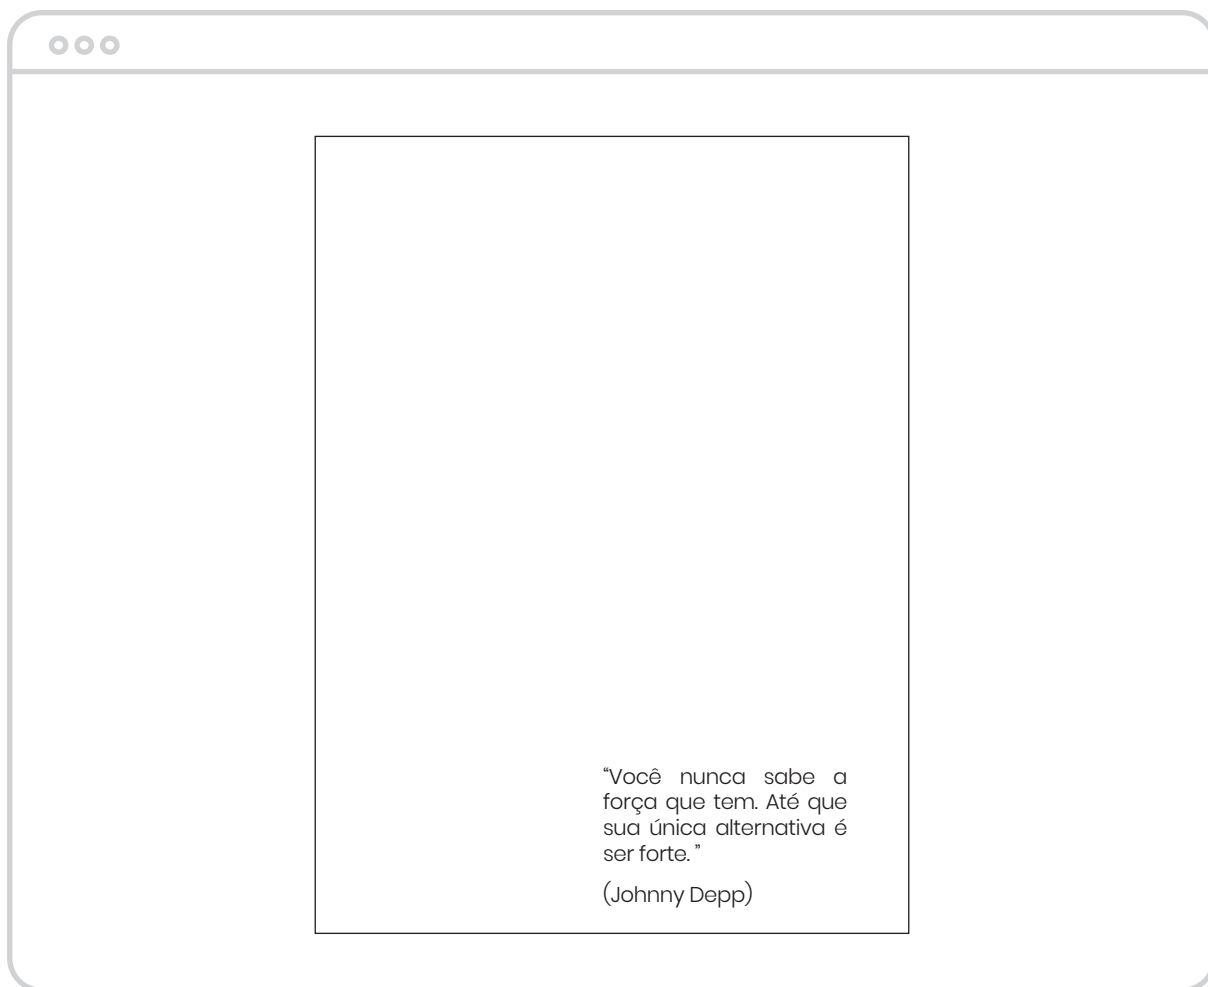 “Você nunca sabe a
força que tem. Até que
sua única alternativa é
ser forte. ”
(Johnny Depp)